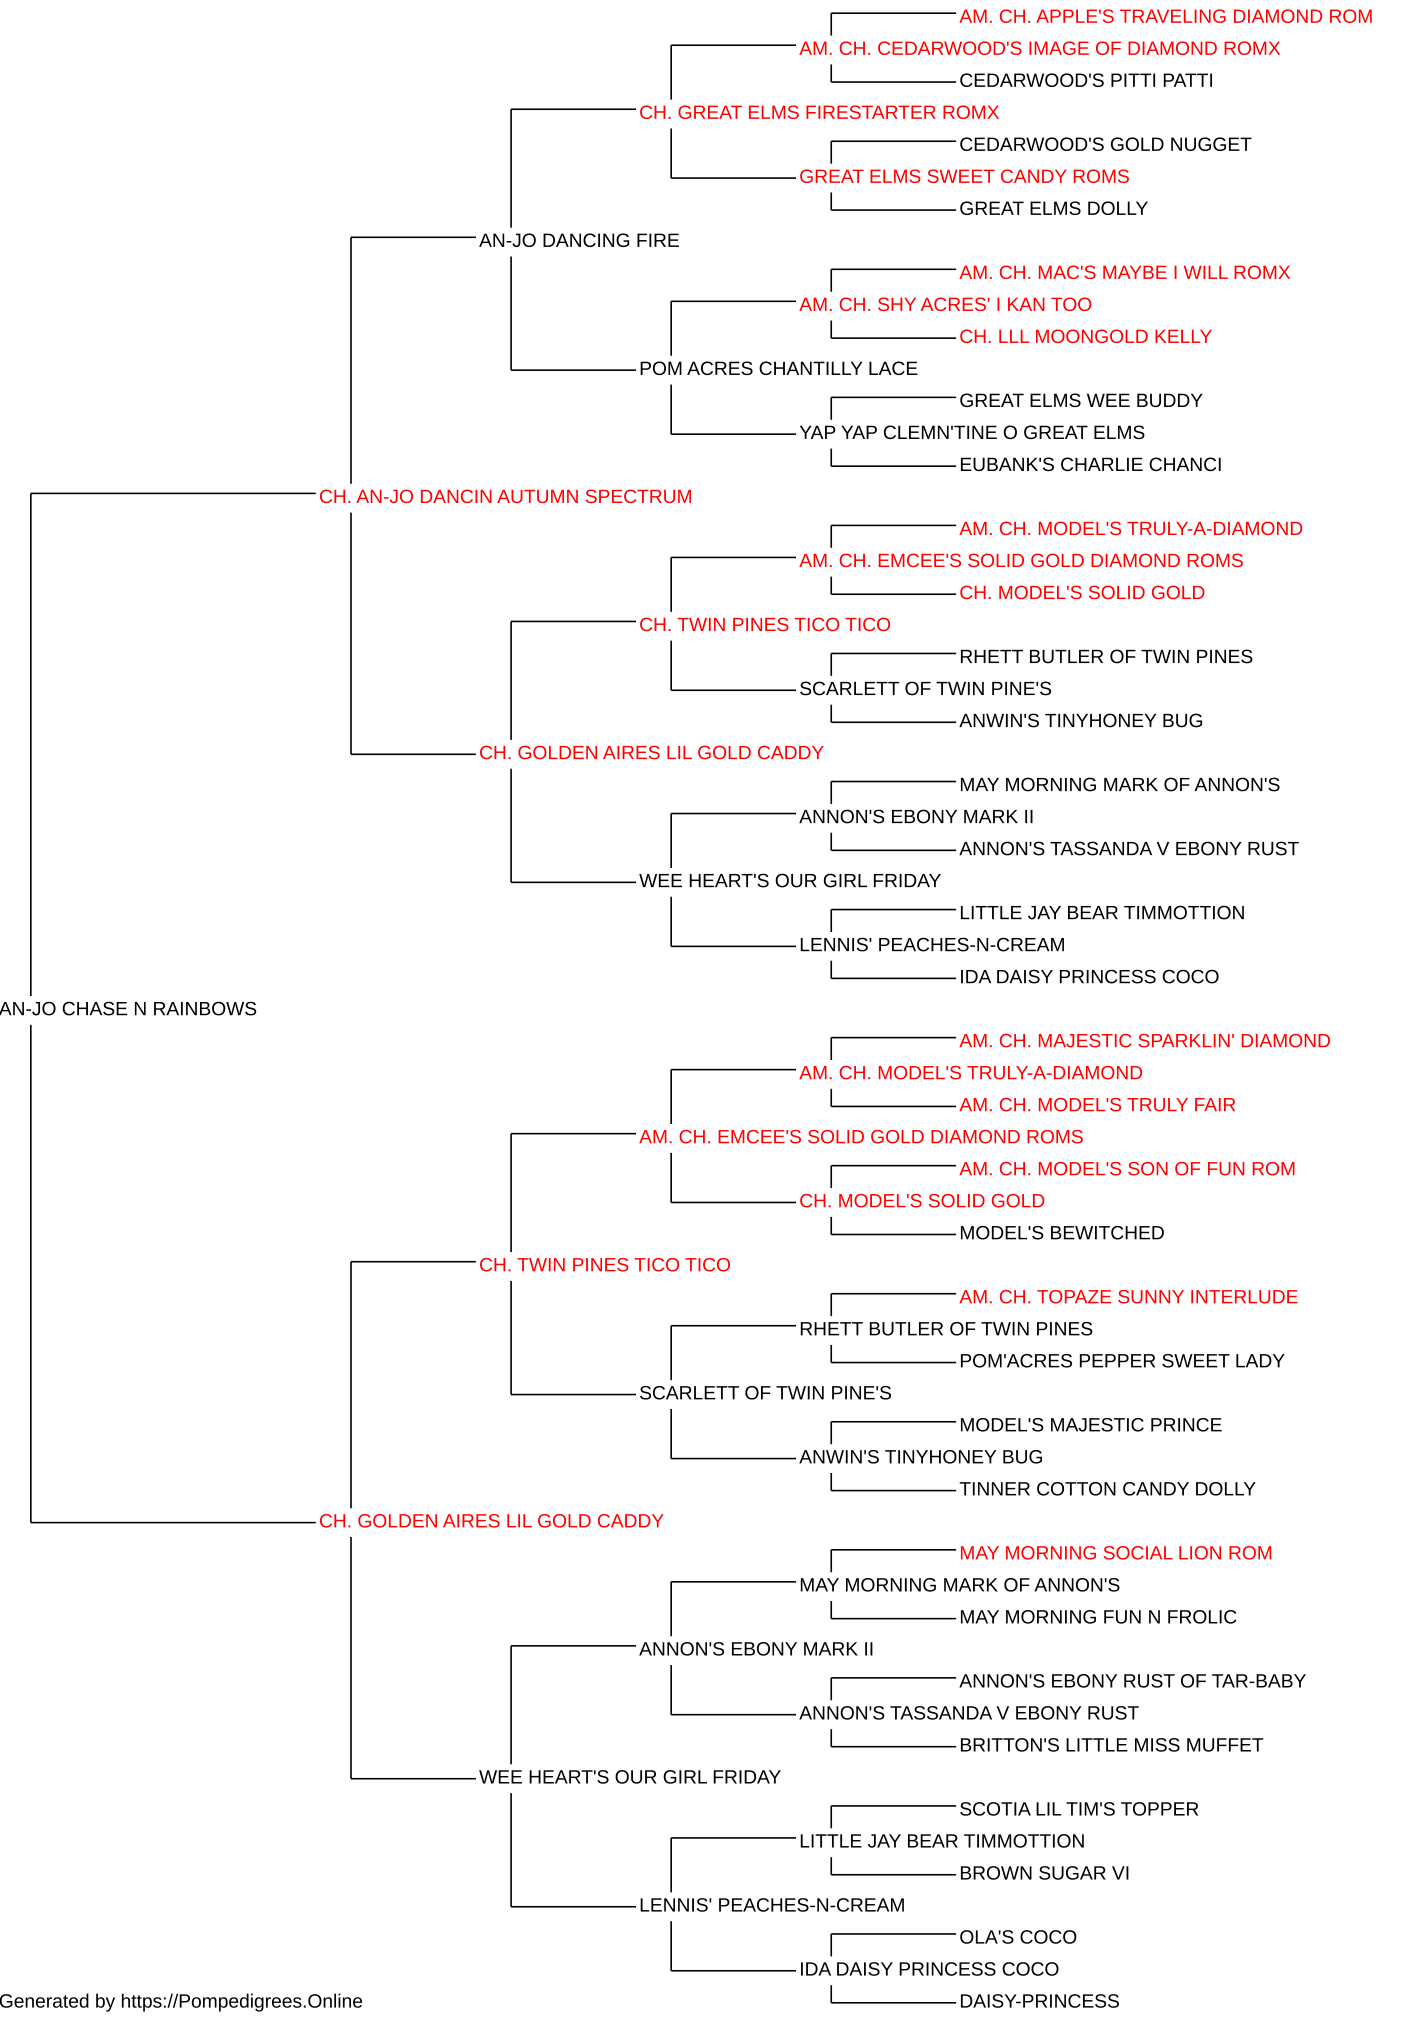 AM. CH. APPLE'S TRAVELING DIAMOND ROM
AM. CH. CEDARWOOD'S IMAGE OF DIAMOND ROMX
CEDARWOOD'S PITTI PATTI
CH. GREAT ELMS FIRESTARTER ROMX
CEDARWOOD'S GOLD NUGGET
GREAT ELMS SWEET CANDY ROMS
GREAT ELMS DOLLY
AN-JO DANCING FIRE
AM. CH. MAC'S MAYBE I WILL ROMX
AM. CH. SHY ACRES' I KAN TOO
CH. LLL MOONGOLD KELLY
POM ACRES CHANTILLY LACE
GREAT ELMS WEE BUDDY
YAP YAP CLEMN'TINE O GREAT ELMS
EUBANK'S CHARLIE CHANCI
CH. AN-JO DANCIN AUTUMN SPECTRUM
AM. CH. MODEL'S TRULY-A-DIAMOND
AM. CH. EMCEE'S SOLID GOLD DIAMOND ROMS
CH. MODEL'S SOLID GOLD
CH. TWIN PINES TICO TICO
RHETT BUTLER OF TWIN PINES
SCARLETT OF TWIN PINE'S
ANWIN'S TINYHONEY BUG
CH. GOLDEN AIRES LIL GOLD CADDY
MAY MORNING MARK OF ANNON'S
ANNON'S EBONY MARK II
ANNON'S TASSANDA V EBONY RUST
WEE HEART'S OUR GIRL FRIDAY
LITTLE JAY BEAR TIMMOTTION
LENNIS' PEACHES-N-CREAM
IDA DAISY PRINCESS COCO
AN-JO CHASE N RAINBOWS
AM. CH. MAJESTIC SPARKLIN' DIAMOND
AM. CH. MODEL'S TRULY-A-DIAMOND
AM. CH. MODEL'S TRULY FAIR
AM. CH. EMCEE'S SOLID GOLD DIAMOND ROMS
AM. CH. MODEL'S SON OF FUN ROM
CH. MODEL'S SOLID GOLD
MODEL'S BEWITCHED
CH. TWIN PINES TICO TICO
AM. CH. TOPAZE SUNNY INTERLUDE
RHETT BUTLER OF TWIN PINES
POM'ACRES PEPPER SWEET LADY
SCARLETT OF TWIN PINE'S
MODEL'S MAJESTIC PRINCE
ANWIN'S TINYHONEY BUG
TINNER COTTON CANDY DOLLY
CH. GOLDEN AIRES LIL GOLD CADDY
MAY MORNING SOCIAL LION ROM
MAY MORNING MARK OF ANNON'S
MAY MORNING FUN N FROLIC
ANNON'S EBONY MARK II
ANNON'S EBONY RUST OF TAR-BABY
ANNON'S TASSANDA V EBONY RUST
BRITTON'S LITTLE MISS MUFFET
WEE HEART'S OUR GIRL FRIDAY
SCOTIA LIL TIM'S TOPPER
LITTLE JAY BEAR TIMMOTTION
BROWN SUGAR VI
LENNIS' PEACHES-N-CREAM
OLA'S COCO
IDA DAISY PRINCESS COCO
DAISY-PRINCESS
Generated by https://Pompedigrees.Online